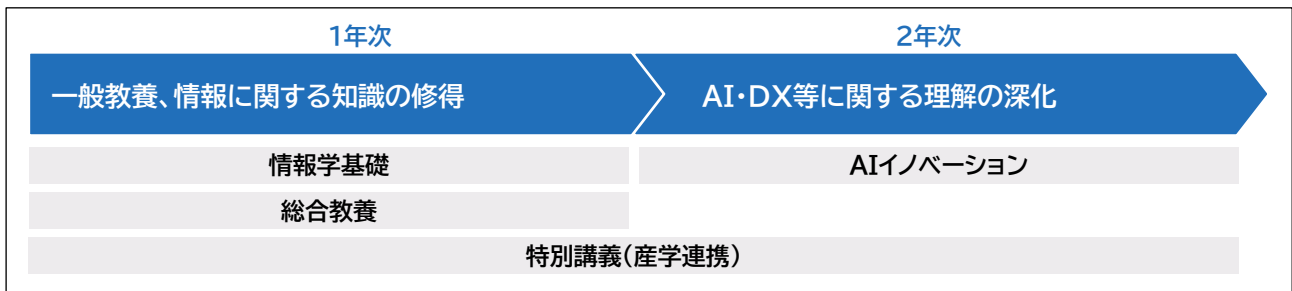 1年次 2年次
一般教養、情報に関する知識の修得 AI・DX等に関する理解の深化
情報学基礎 AIイノベーション
総合教養
特別講義(産学連携)